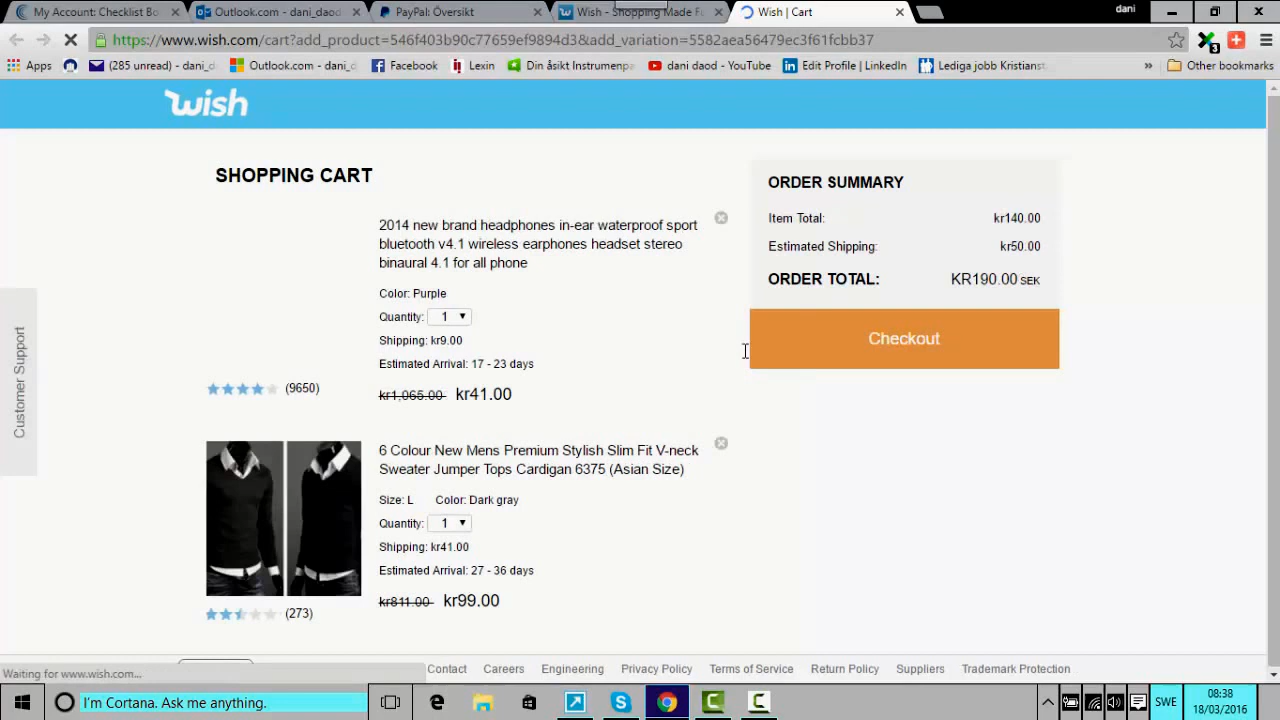 My Account: Checklist Bo
Outlook.com - dani_daod
PayPal: Översikt
Wish - Shopping Made Fu
Wish | Cart
dani
https://www.wish.com/cart?add_product=546f403b90c77659ef9894d3&add_variation=5582aea56479ec3f61fcbb37
3
Apps
(285 unread) - dani_d
Outlook.com - dani_d
Facebook
Lexin
Din åsikt Instrumenpa
dani daod - YouTube
Edit Profile | LinkedIn
Lediga jobb Kristians
Other bookmarks
wish
SHOPPING CART
2014 new brand headphones in-ear waterproof sport
bluetooth v4.1 wireless earphones headset stereo
binaural 4.1 for all phone
Color: Purple
Quantity: 1
Shipping: kr9.00
Estimated Arrival: 17 - 23 days
(9650)
kr1,065.00 kr41.00
6 Colour New Mens Premium Stylish Slim Fit V-neck
Sweater Jumper Tops Cardigan 6375 (Asian Size)
Size: L Color: Dark gray
Quantity: 1
Shipping: kr41.00
Estimated Arrival: 27 - 36 days
kr811.00 kr99.00
(273)
ORDER SUMMARY
Item Total: kr140.00
Estimated Shipping: kr50.00
ORDER TOTAL: KR190.00 SEK
Checkout
Customer Support
Waiting for www.wish.com...
Contact Careers Engineering Privacy Policy Terms of Service Return Policy Suppliers Trademark Protection
I'm Cortana. Ask me anything.
SWE
08:38
18/03/2016